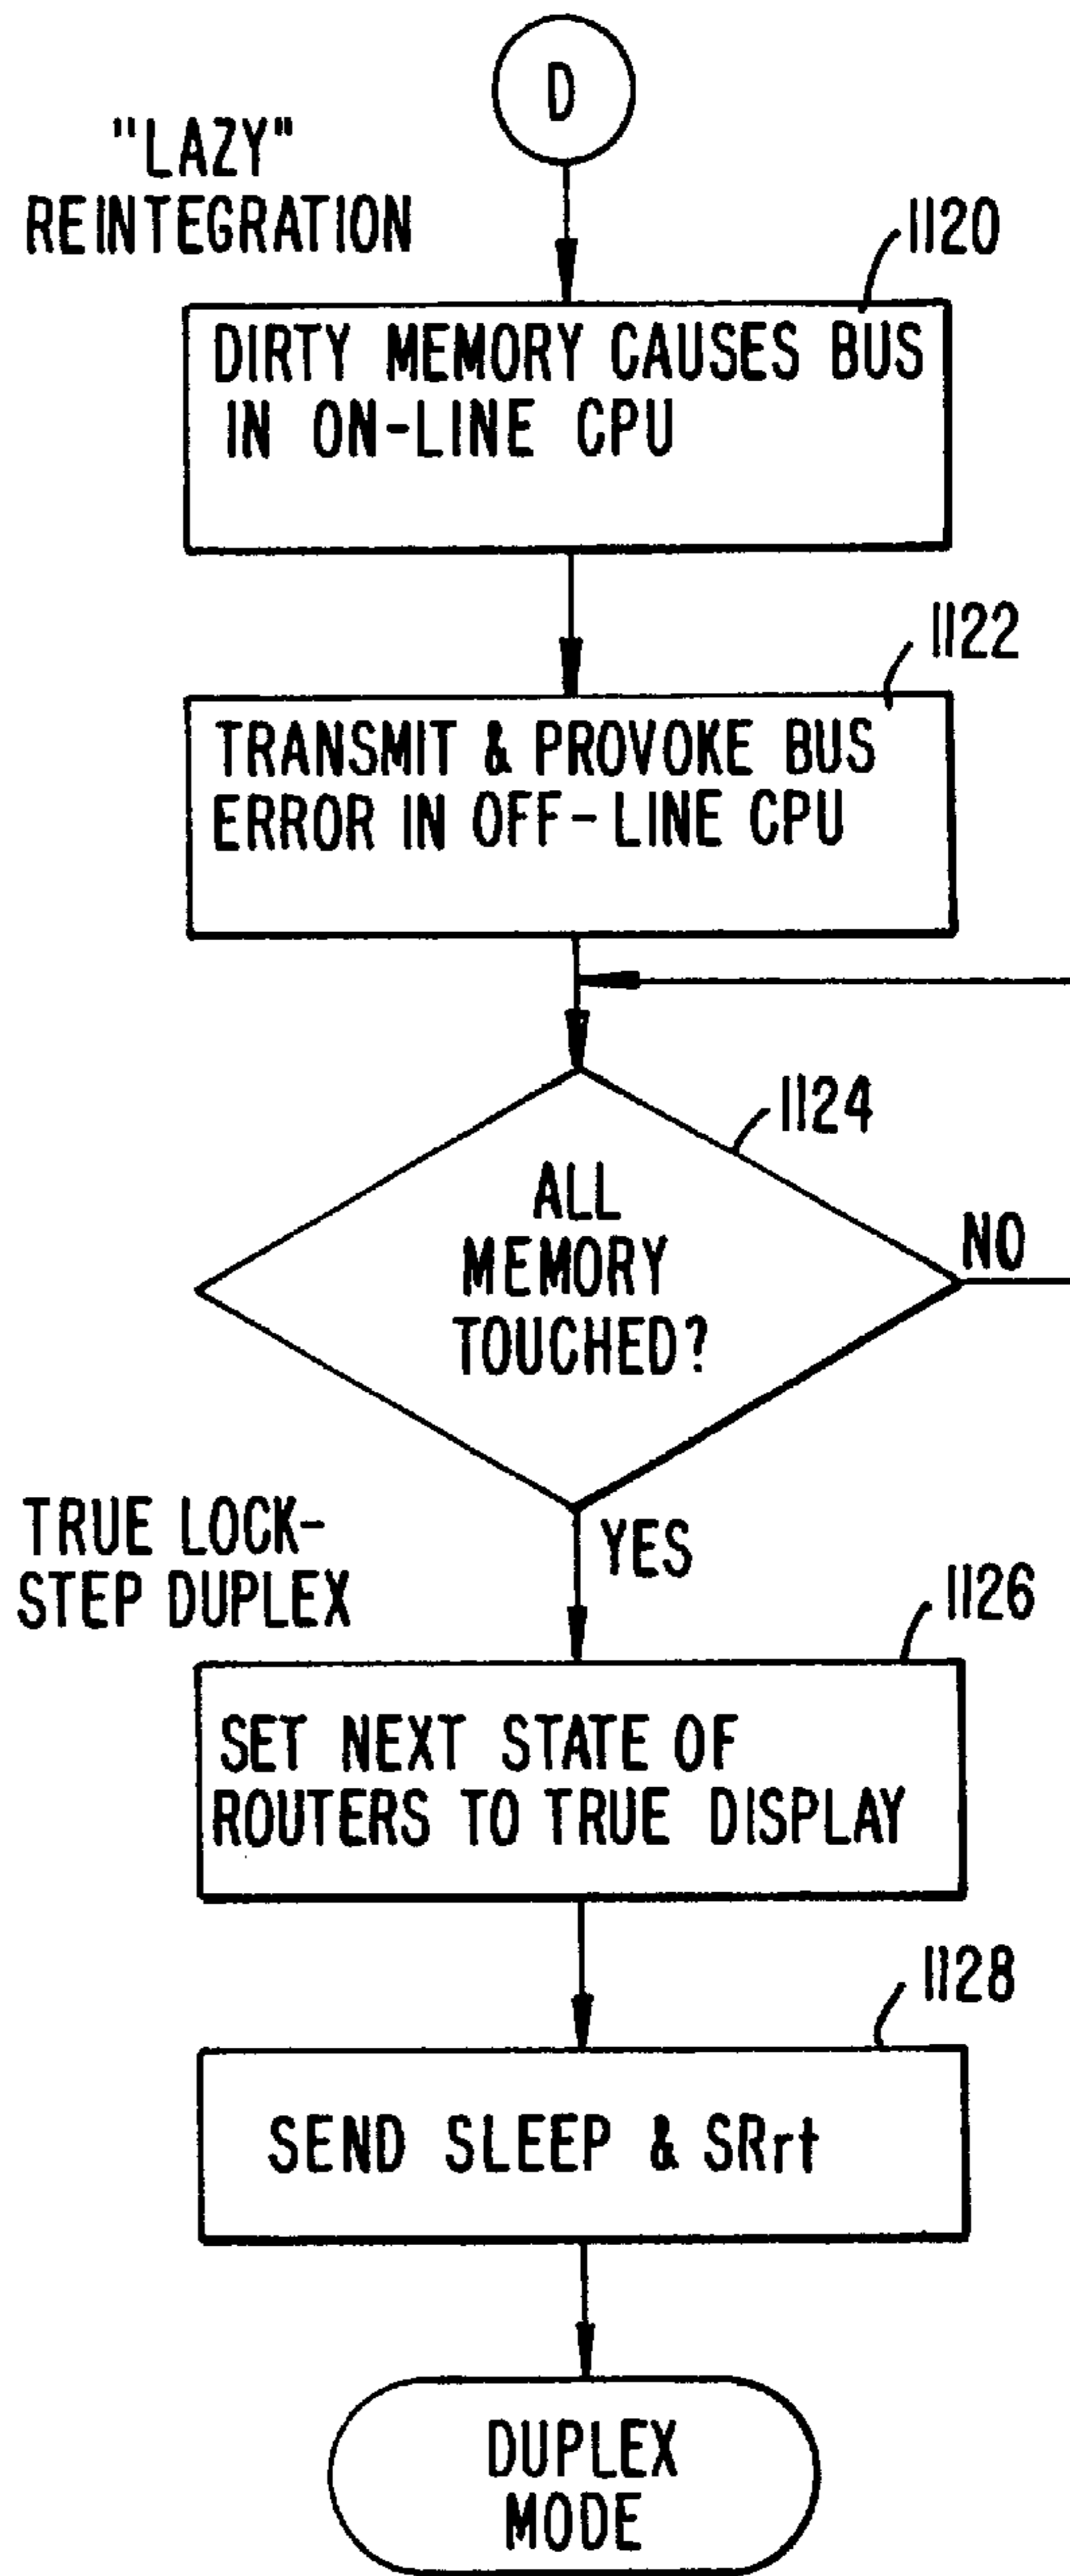 D
"LAZY"
REINTEGRATION
1120
DIRTY MEMORY CAUSES BUS
IN ON-LINE CPU
1122
TRANSMIT & PROVOKE BUS
ERROR IN OFF-LINE CPU
1124
ALL
MEMORY
TOUCHED?
NO
YES
TRUE LOCK-
STEP DUPLEX
1126
SET NEXT STATE OF
ROUTERS TO TRUE DISPLAY
1128
SEND SLEEP & SRrt
DUPLEX
MODE